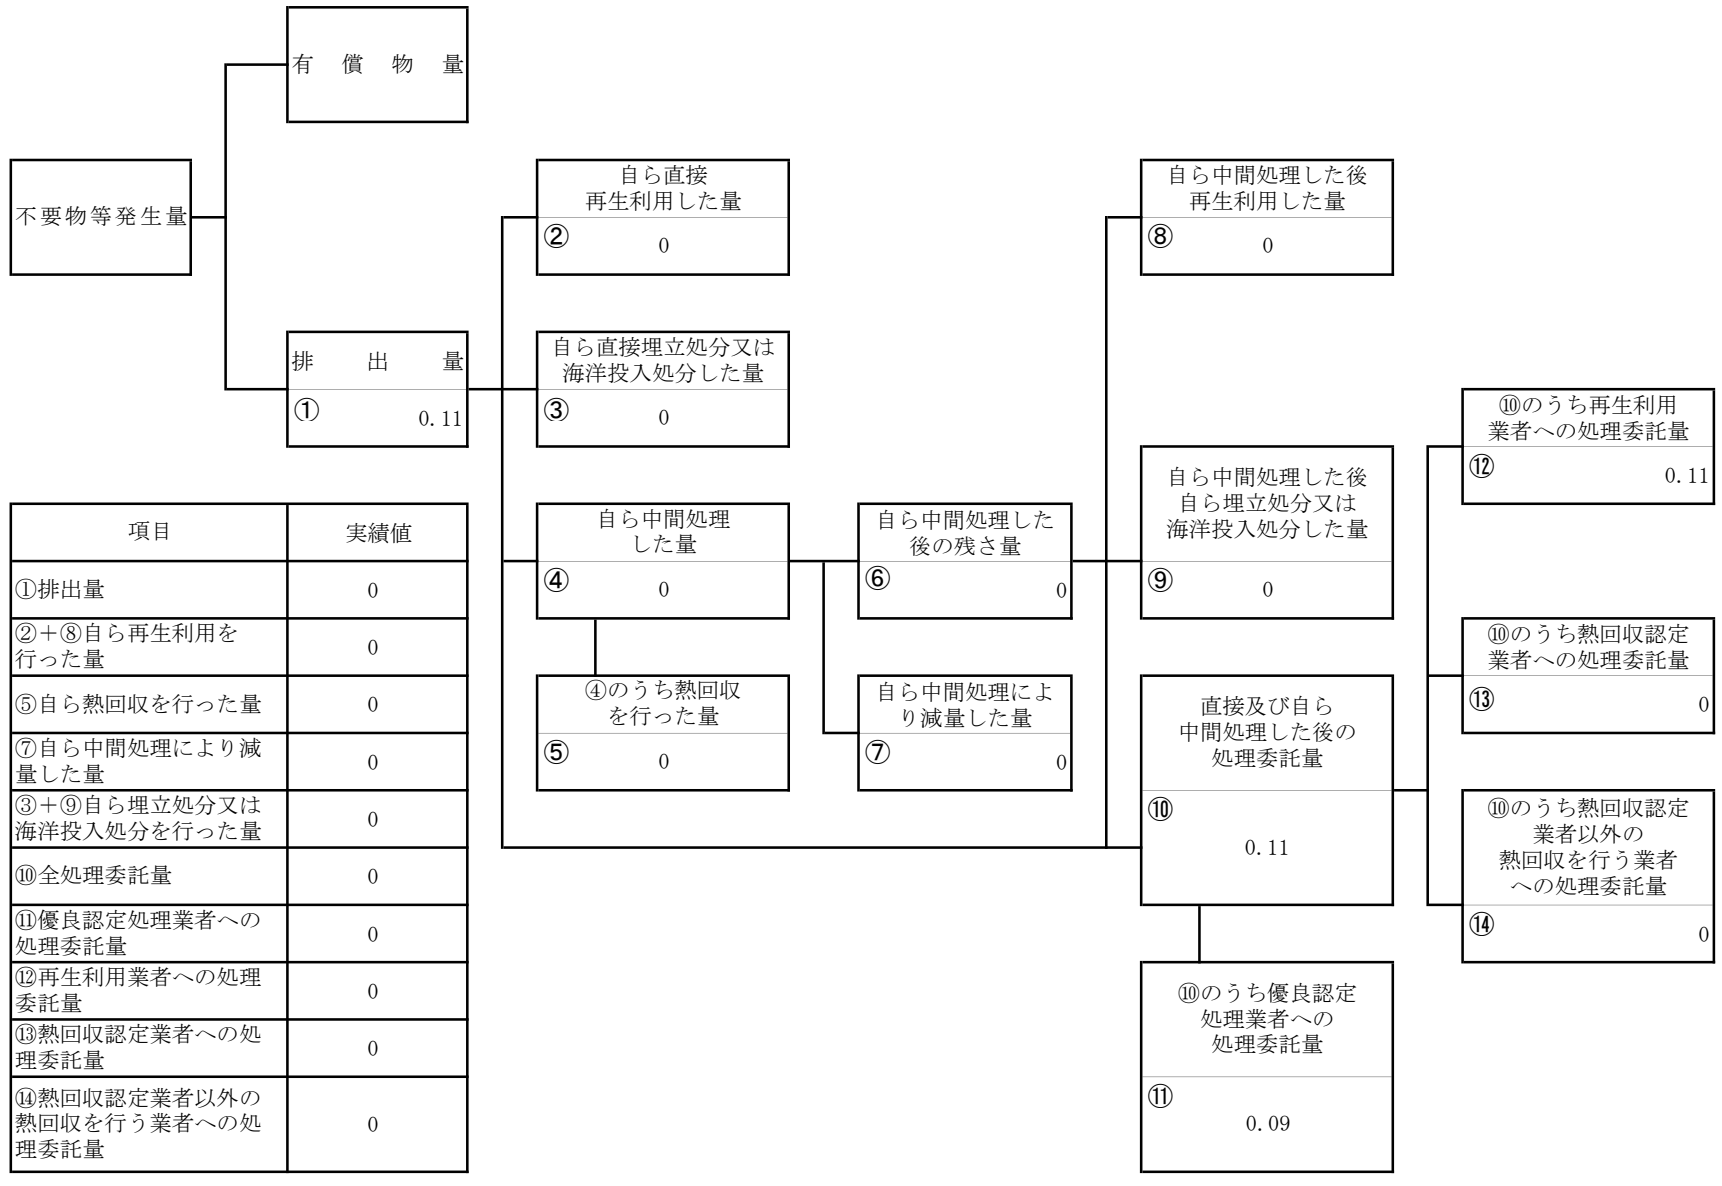 有償物量
不要物等発生量
排出量
①
0.11
自ら直接
再生利用した量
②
0
自ら直接埋立処分又は
海洋投入処分した量
③
0
自ら中間処理
した量
④
0
④のうち熱回収
を行った量
⑤
0
自ら中間処理した
後の残さ量
⑥
0
自ら中間処理によ
り減量した量
⑦
0
自ら中間処理した後
再生利用した量
⑧
0
自ら中間処理した後
自ら埋立処分又は
海洋投入処分した量
⑨
0
直接及び自ら
中間処理した後の
処理委託量
⑩
0.11
⑩のうち優良認定
処理業者への
処理委託量
⑪
0.09
⑩のうち再生利用
業者への処理委託量
⑫
0.11
⑩のうち熱回収認定
業者への処理委託量
⑬
0
⑩のうち熱回収認定
業者以外の
熱回収を行う業者
への処理委託量
⑭
0
項目 実績値
①排出量 0
②+⑧自ら再生利用を
行った量 0
⑤自ら熱回収を行った量 0
⑦自ら中間処理により減
量した量 0
③+⑨自ら埋立処分又は
海洋投入処分を行った量 0
⑩全処理委託量 0
⑪優良認定処理業者への
処理委託量 0
⑫再生利用業者への処理
委託量 0
⑬熱回収認定業者への処
理委託量 0
⑭熱回収認定業者以外の
熱回収を行う業者への処 0
理委託量